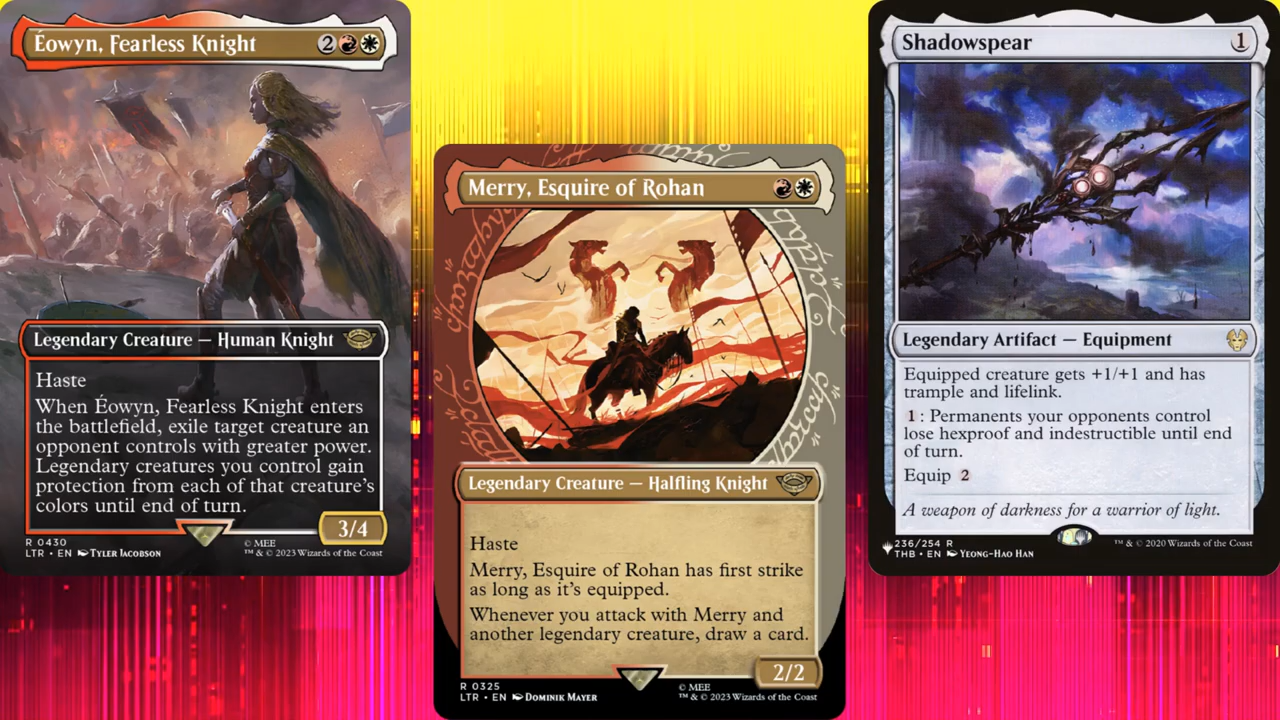 Éowyn, Fearless Knight 2
Legendary Creature — Human Knight
Haste
When Éowyn, Fearless Knight enters
the battlefield, exile target creature an
opponent controls with greater power.
Legendary creatures you control gain
protection from each of that creature's
colors until end of turn.
3/4
R 0430
LTR • EN Tyler Jacobson
© MEE
™ & © 2023 Wizards of the Coast
Merry, Esquire of Rohan
Legendary Creature — Halfling Knight
Haste
Merry, Esquire of Rohan has first strike
as long as it's equipped.
Whenever you attack with Merry and
another legendary creature, draw a card.
2/2
R 0325
LTR • EN Dominik Mayer
© MEE
™ & © 2023 Wizards of the Coast
Shadowspear 1
Legendary Artifact — Equipment
Equipped creature gets +1/+1 and has
trample and lifelink.
1: Permanents your opponents control
lose hexproof and indestructible until end
of turn.
Equip 2
A weapon of darkness for a warrior of light.
236/254 R
THB • EN Yeong-Hao Han
™ & © 2020 Wizards of the Coast